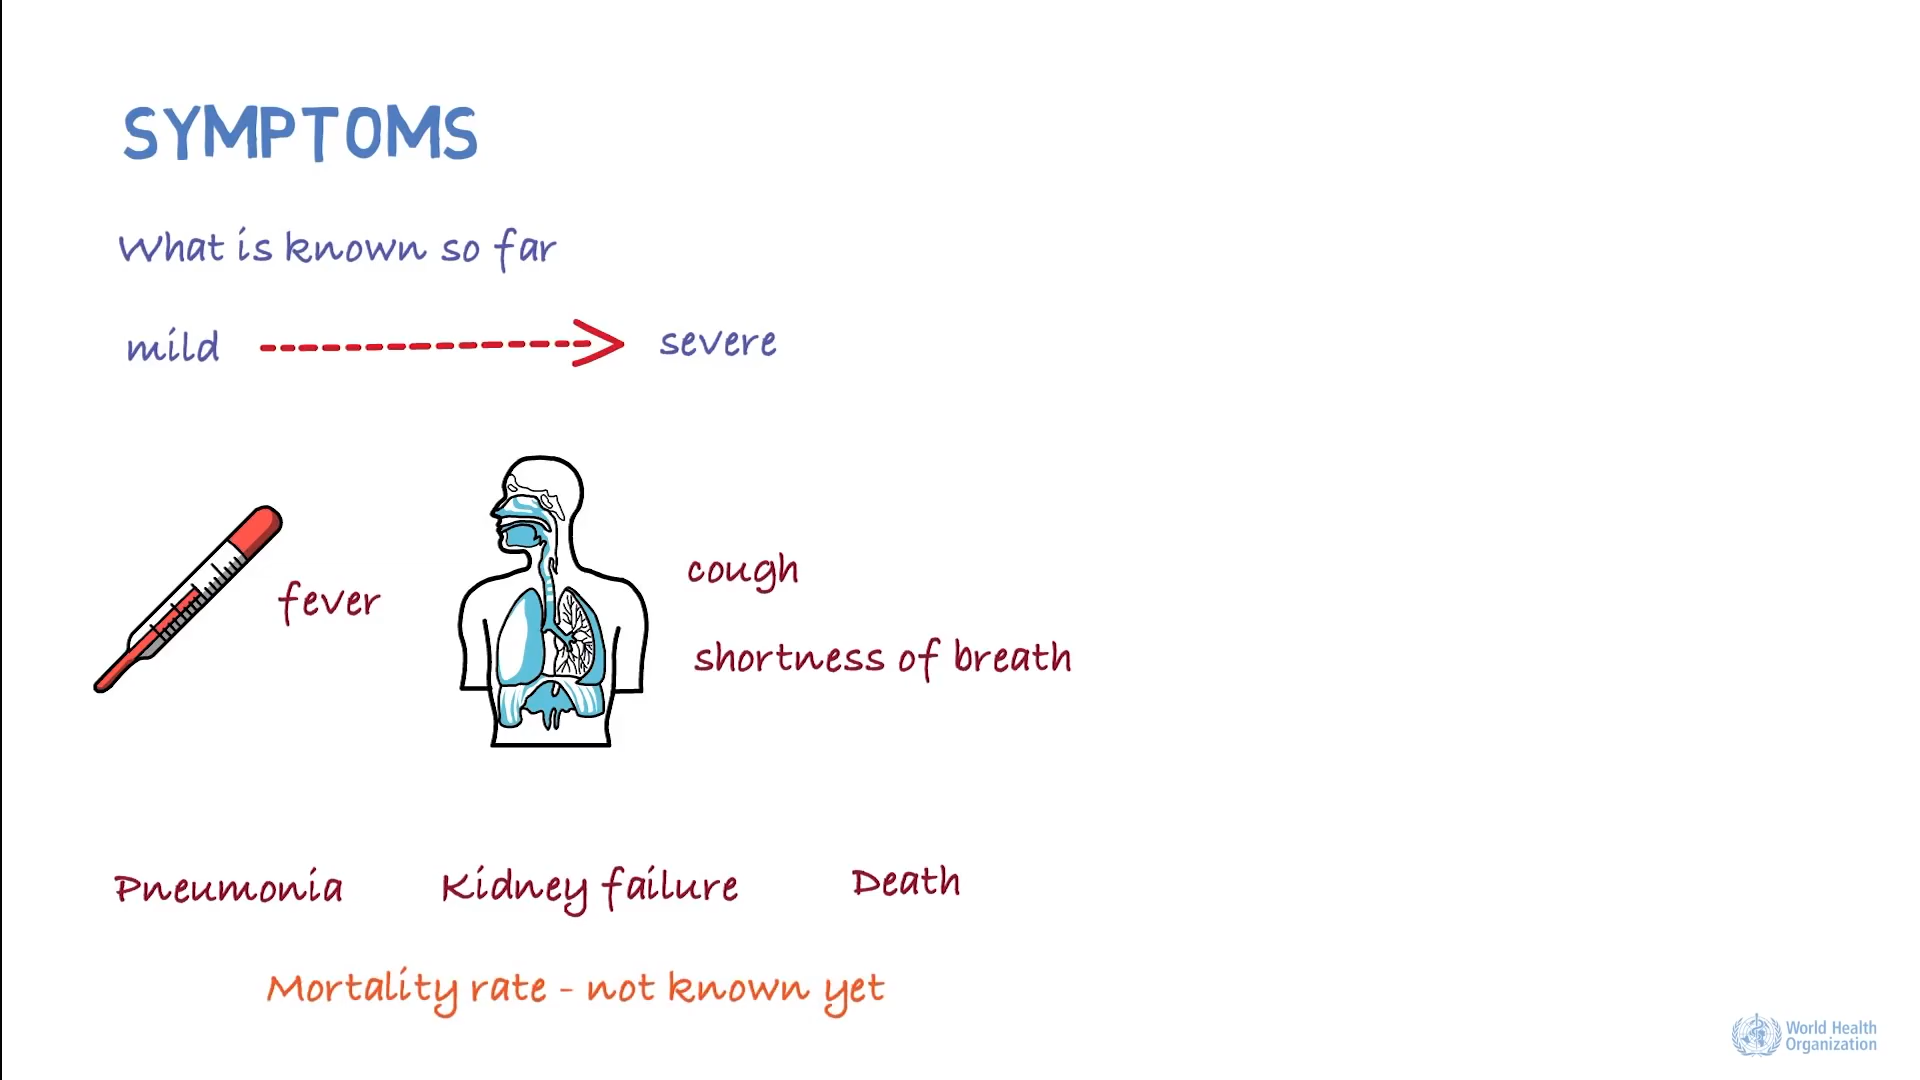 SYMPTOMS
What is known so far
mild severe
fever
cough
shortness of breath
Pneumonia Kidney failure Death
Mortality rate - not known yet
World Health
Organization